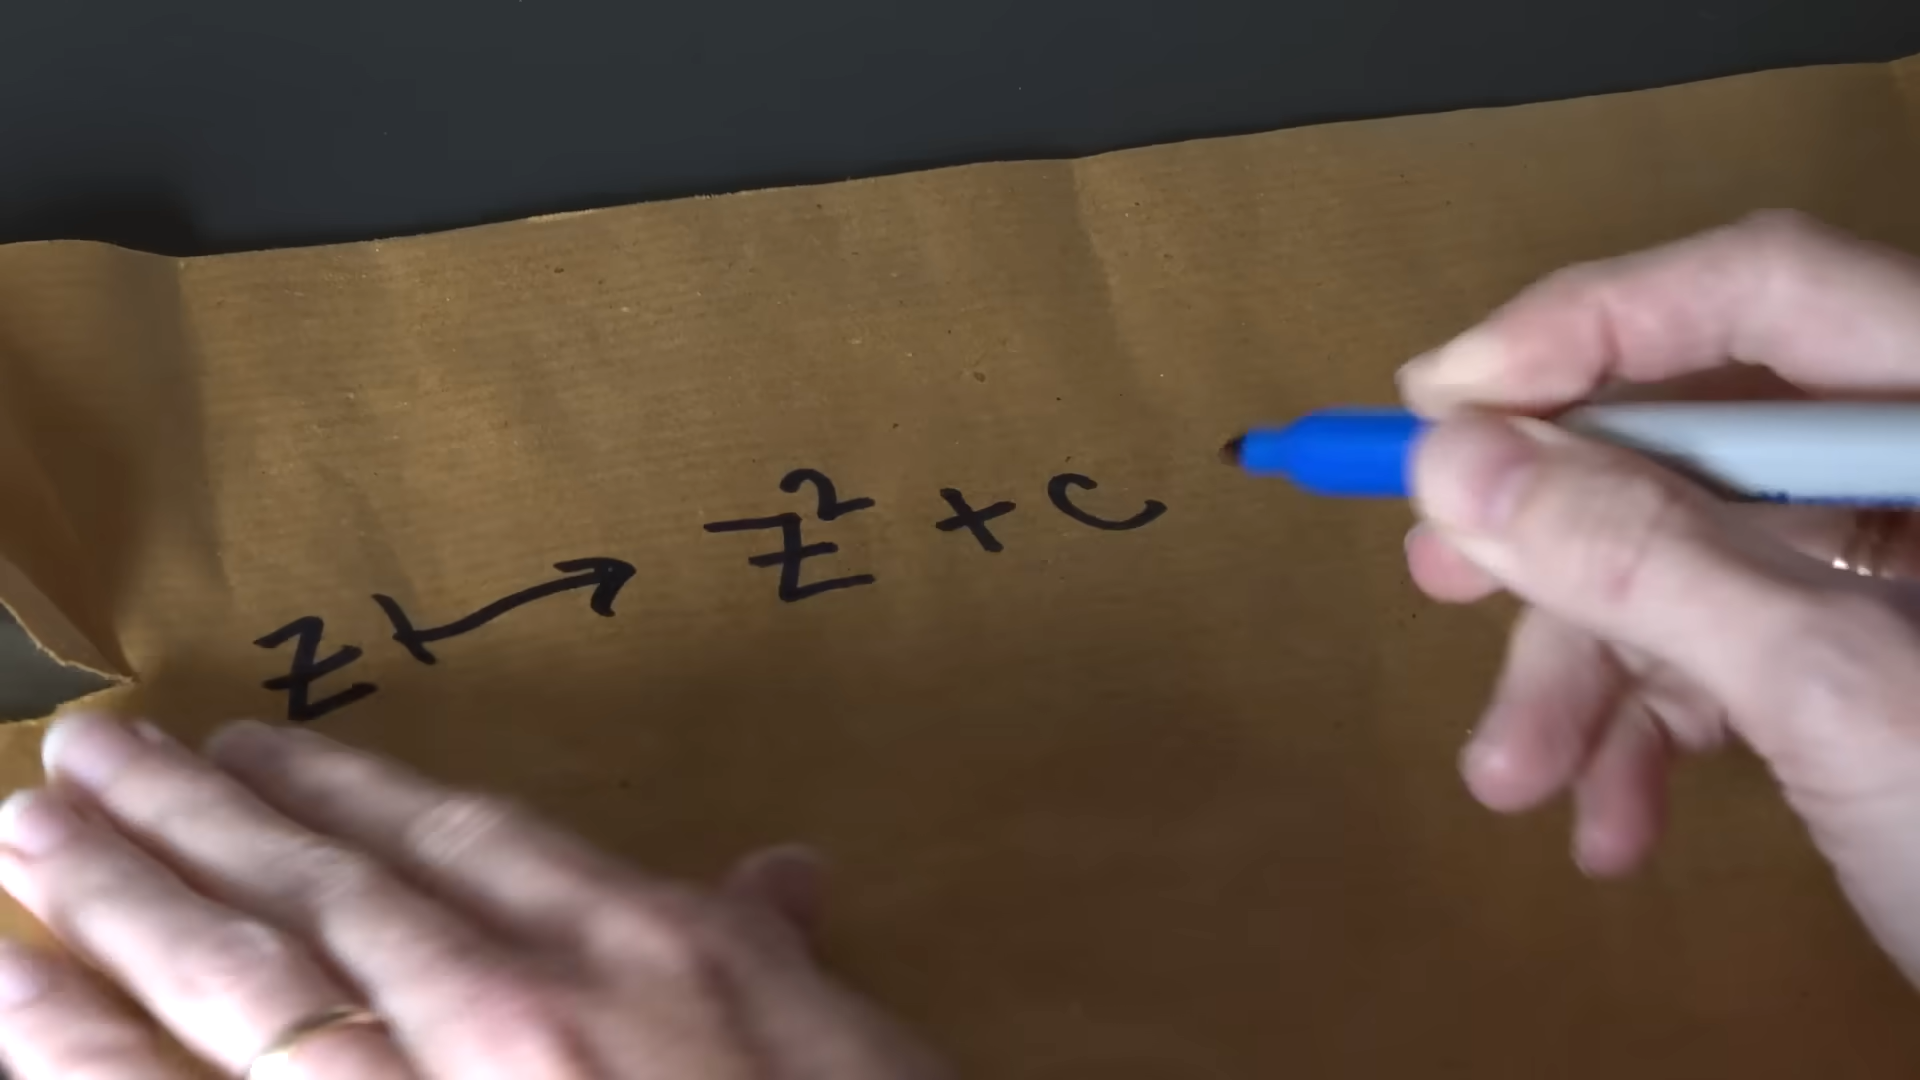 z ↦ z² + c